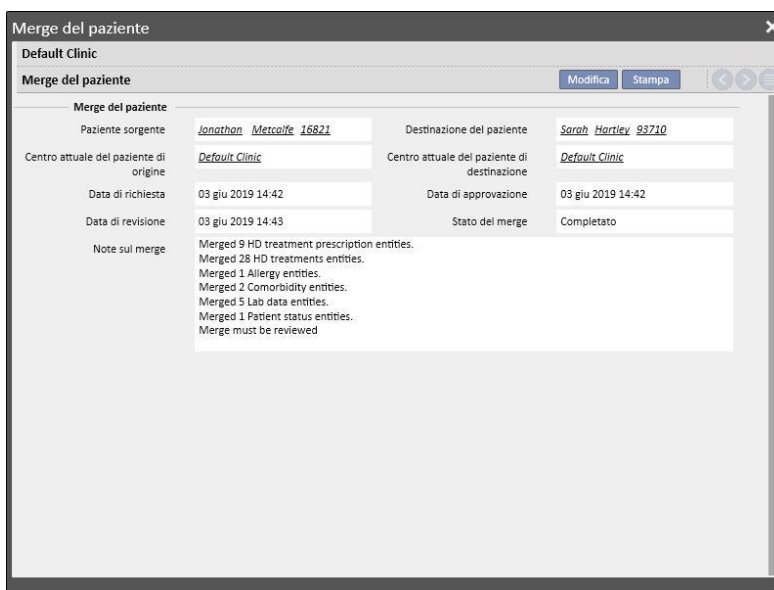 Merge del paziente
Default Clinic
Merge del paziente Modifica Stampa
Merge del paziente
Paziente sorgente Jonathan Metcalfe 16821 Destinazione del paziente Sarah Hartley 93710
Centro attuale del paziente di origine Default Clinic Centro attuale del paziente di destinazione Default Clinic
Data di richiesta 03 giu 2019 14:42 Data di approvazione 03 giu 2019 14:42
Data di revisione 03 giu 2019 14:43 Stato del merge Completato
Note sul merge Merged 9 HD treatment prescription entities.
Merged 28 HD treatments entities.
Merged 1 Allergy entities.
Merged 2 Comorbidity entities.
Merged 5 Lab data entities.
Merged 1 Patient status entities.
Merge must be reviewed